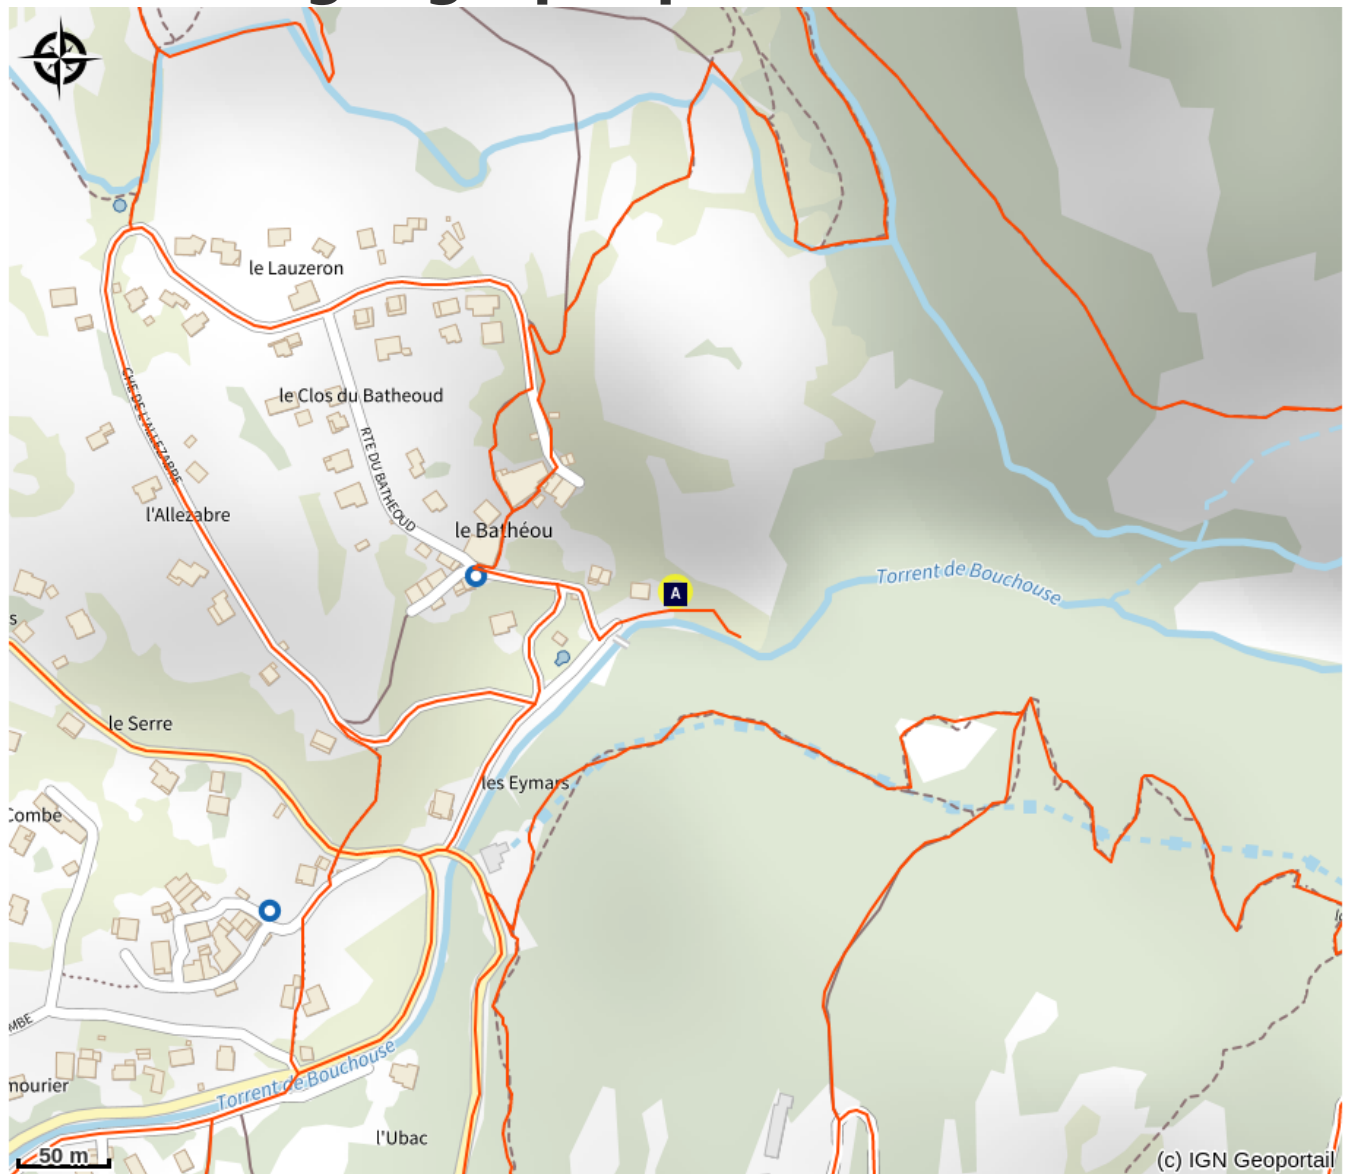 le Lauzeron
CHE DE L'ALLEZABRE
le Clos du Batheoud
RTE DU BATHEOUD
l'Allezabre
le Bathéou
A
Torrent de Bouchouse
s
le Serre
les Eymars
Combe
MBE
Torrent de Bouchouse
mourier
l'Ubac
50 m
(c) IGN Geoportail